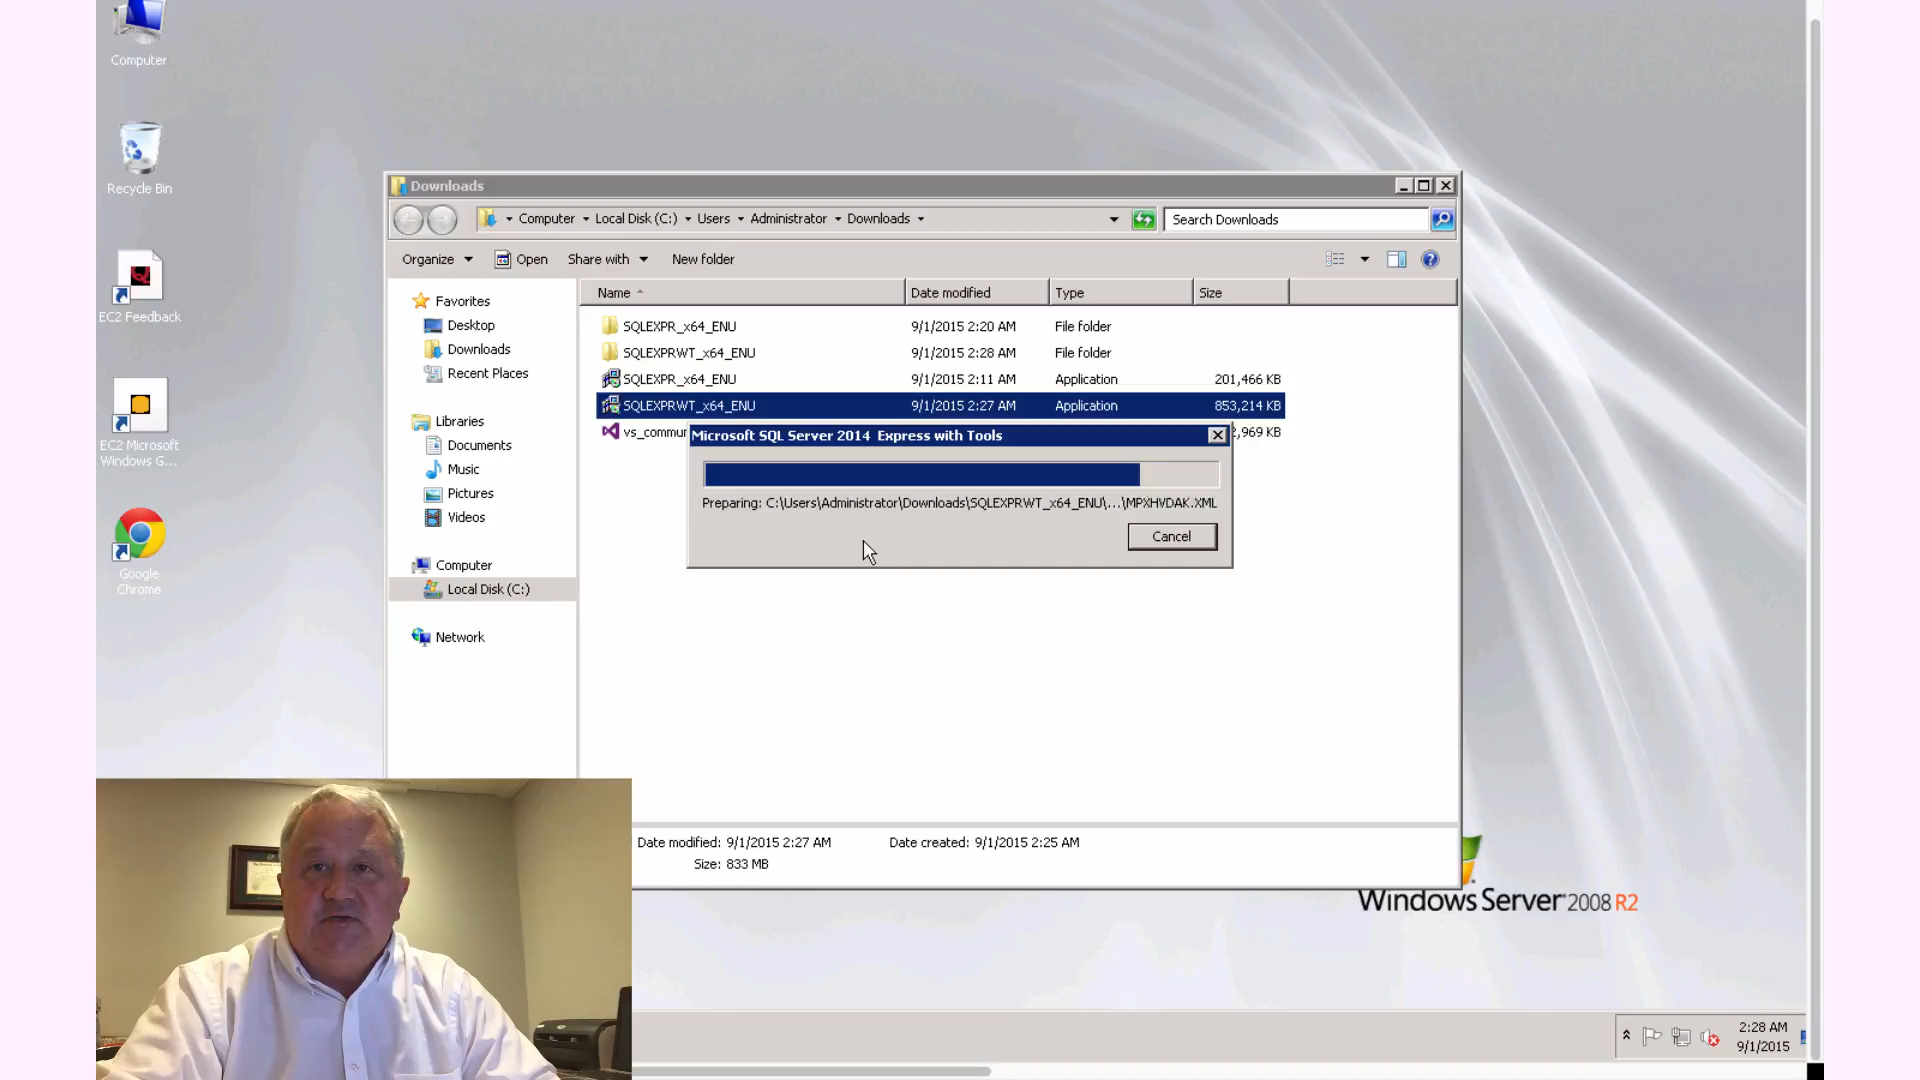 Computer
Recycle Bin
EC2 Feedback
EC2 Microsoft
Windows G...
Google
Chrome
Downloads
Computer
Local Disk (C:)
Users
Administrator
Downloads
Search Downloads
Organize
Open
Share with
New folder
Favorites
Desktop
Downloads
Recent Places
Libraries
Documents
Music
Pictures
Videos
Computer
Local Disk (C:)
Network
Name
Date modified
Type
Size
SQLEXPR_x64_ENU 9/1/2015 2:20 AM File folder
SQLEXPRWT_x64_ENU 9/1/2015 2:28 AM File folder
SQLEXPR_x64_ENU 9/1/2015 2:11 AM Application 201,466 KB
SQLEXPRWT_x64_ENU 9/1/2015 2:27 AM Application 853,214 KB
vs_commu ,969 KB
Microsoft SQL Server 2014 Express with Tools
Preparing: C:\Users\Administrator\Downloads\SQLEXPRWT_x64_ENU\...\MPXHVDAK.XML
Cancel
Date modified: 9/1/2015 2:27 AM
Date created: 9/1/2015 2:25 AM
Size: 833 MB
Windows Server 2008 R2
2:28 AM
9/1/2015